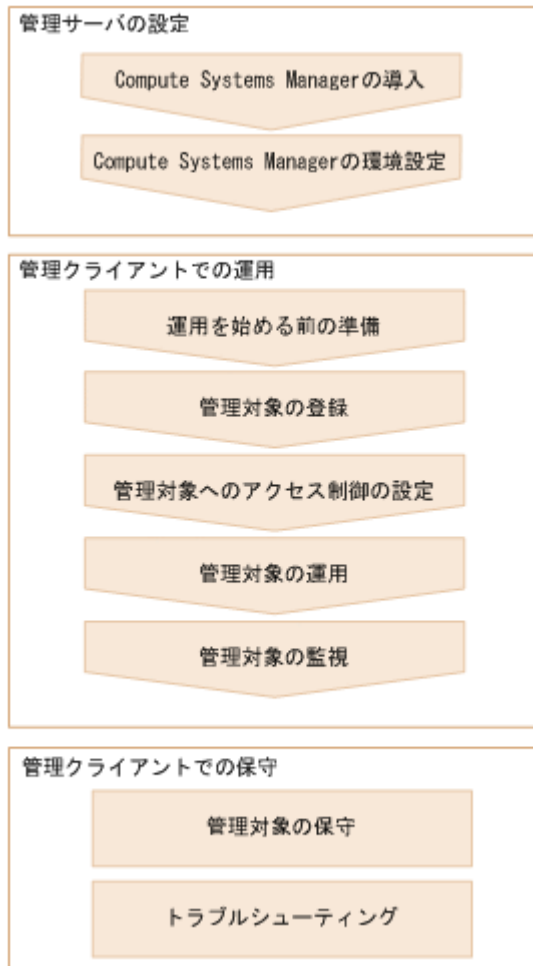 管理サーバの設定
Compute Systems Managerの導入
Compute Systems Managerの環境設定
管理クライアントでの運用
運用を始める前の準備
管理対象の登録
管理対象へのアクセス制御の設定
管理対象の運用
管理対象の監視
管理クライアントでの保守
管理対象の保守
トラブルシューティング